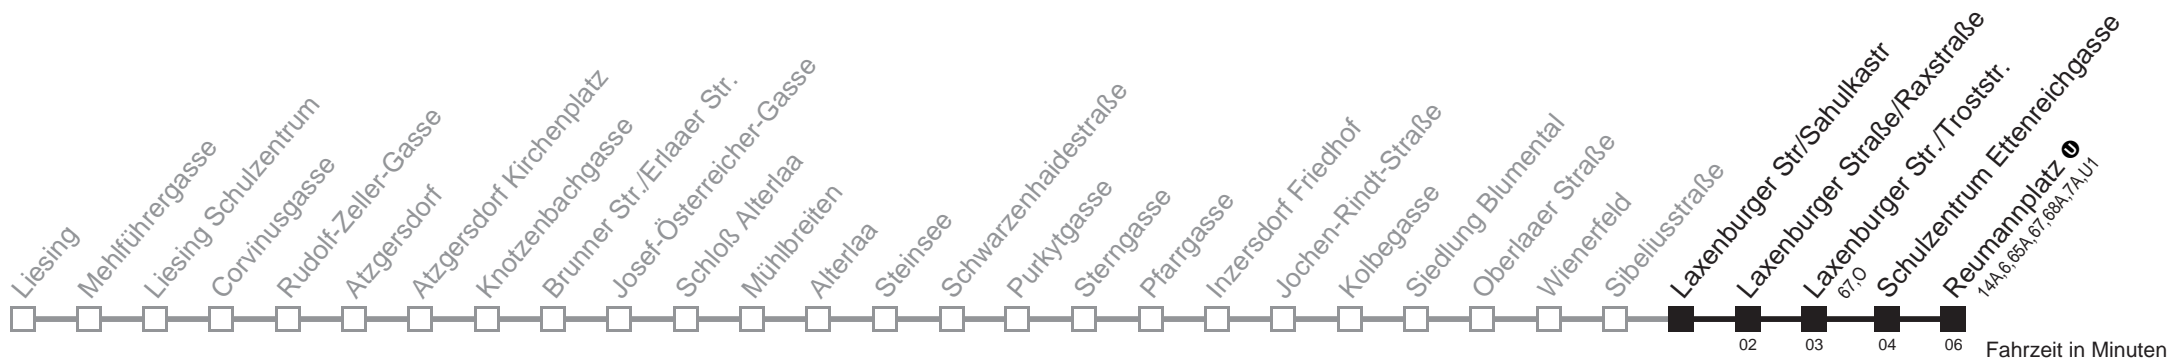 Liesing
Mehlführergasse
Liesing Schulzentrum
Corvinusgasse
Rudolf-Zeller-Gasse
Atzgersdorf
Atzgersdorf Kirchenplatz
Knotzenbachgasse
Brunner Str./Erlaaer Str.
Josef-Österreicher-Gasse
Schloß Alterlaa
Mühlbreiten
Alterlaa
Steinsee
Schwarzenhaidestraße
Purkytgasse
Sterngasse
Pfarrgasse
Inzersdorf Friedhof
Jochen-Rindt-Straße
Kolbegasse
Siedlung Blumental
Oberlaaer Straße
Wienerfeld
Sibeliusstraße
Laxenburger Str/Sahulkastr
Laxenburger Straße/Raxstraße
Laxenburger Str./Troststr.
67,O
Schulzentrum Ettenreichgasse
Reumannplatz U
14A,6,65A,67,68A,7A,U1
02 03 04 06 Fahrzeit in Minuten